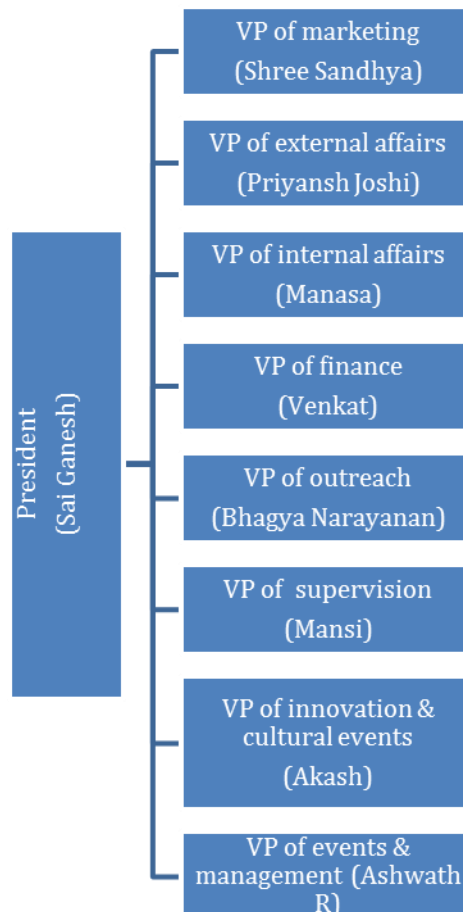 President
(Sai Ganesh)
VP of marketing
(Shree Sandhya)
VP of external affairs
(Priyansh Joshi)
VP of internal affairs
(Manasa)
VP of finance
(Venkat)
VP of outreach
(Bhagya Narayanan)
VP of  supervision
(Mansi)
VP of innovation &
cultural events
(Akash)
VP of events &
management (Ashwath
R)